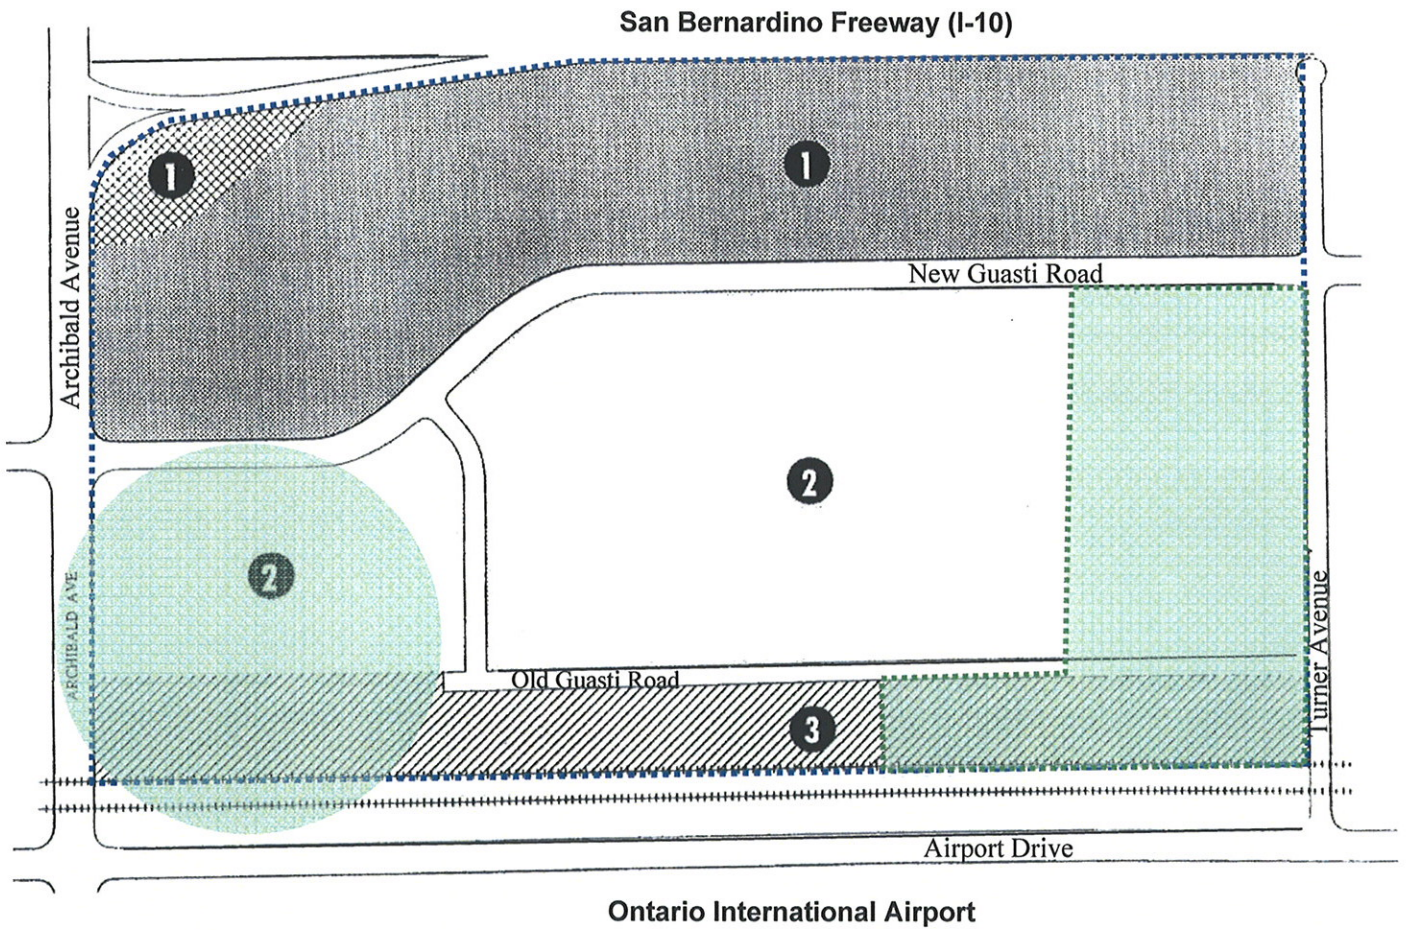 San Bernardino Freeway (I-10)
1
1
Archibald Avenue
New Guasti Road
2
2
ARCHIBALD AVE
Old Guasti Road
3
Turner Avenue
Airport Drive
Ontario International Airport